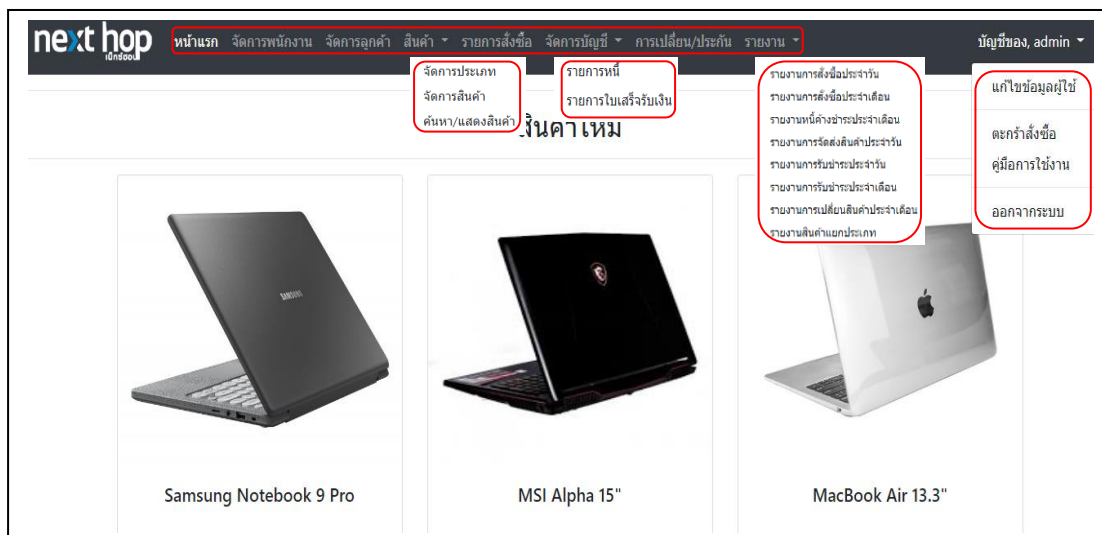 next hop
เน็กซ์ฮอบ
หน้าแรก จัดการพนักงาน จัดการลูกค้า สินค้า รายการสั่งซื้อ จัดการบัญชี การเปลี่ยน/ประกัน รายงาน
บัญชีของ, admin
จัดการประเภท
จัดการสินค้า
ค้นหา/แสดงสินค้า
รายการหนี้
รายการใบเสร็จรับเงิน
รายงานการสั่งซื้อประจำวัน
รายงานการสั่งซื้อประจำเดือน
รายงานหนี้ค้างชำระประจำเดือน
รายงานการจัดส่งสินค้าประจำวัน
รายงานการรับชำระประจำวัน
รายงานการรับชำระประจำเดือน
รายงานการเปลี่ยนสินค้าประจำเดือน
รายงานสินค้าแยกประเภท
แก้ไขข้อมูลผู้ใช้
ตะกร้าสั่งซื้อ
คู่มือการใช้งาน
ออกจากระบบ
สินค้าใหม่
SAMSUNG
Samsung Notebook 9 Pro
MSI Alpha 15"
MacBook Air 13.3"